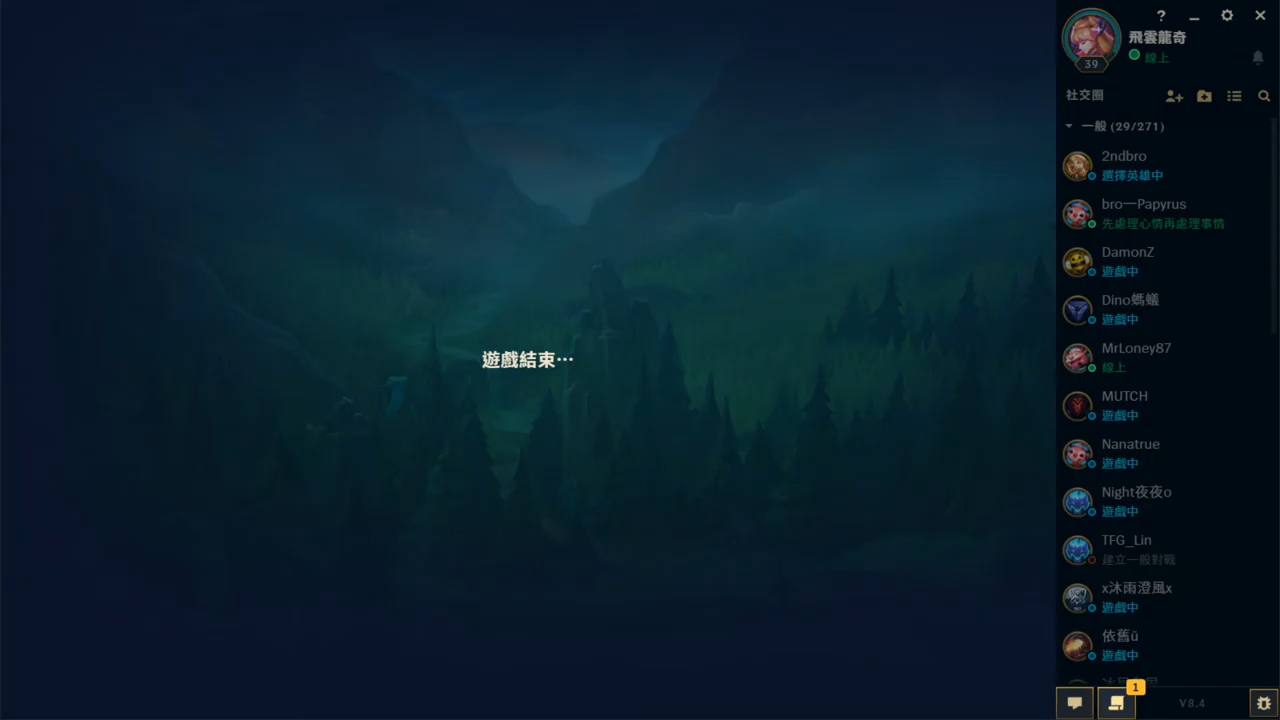 ?
飛雲龍奇
線上
39
社交圈
一般 (29/271)
2ndbro
選擇英雄中
bro一Papyrus
先處理心情再處理事情
DamonZ
遊戲中
Dino螞蟻
遊戲中
遊戲結束…
MrLoney87
線上
MUTCH
遊戲中
Nanatrue
遊戲中
Night夜夜o
遊戲中
TFG_Lin
建立一般對戰
x沐雨澄風x
遊戲中
依舊ū
遊戲中
1
V8.4